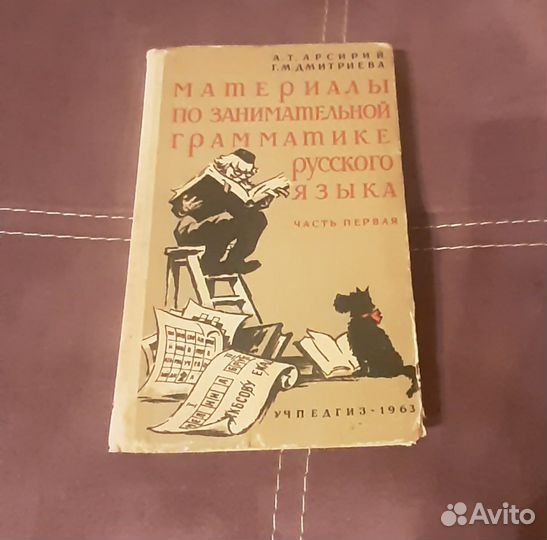 А. Т. АРСИРИЙ
Г. М. ДМИТРИЕВА
МАТЕРИАЛЫ
ПО ЗАНИМАТЕЛЬНОЙ
ГРАММАТИКЕ
РУССКОГО
ЯЗЫКА
ЧАСТЬ ПЕРВАЯ
УЧПЕДГИЗ-1963
Avito